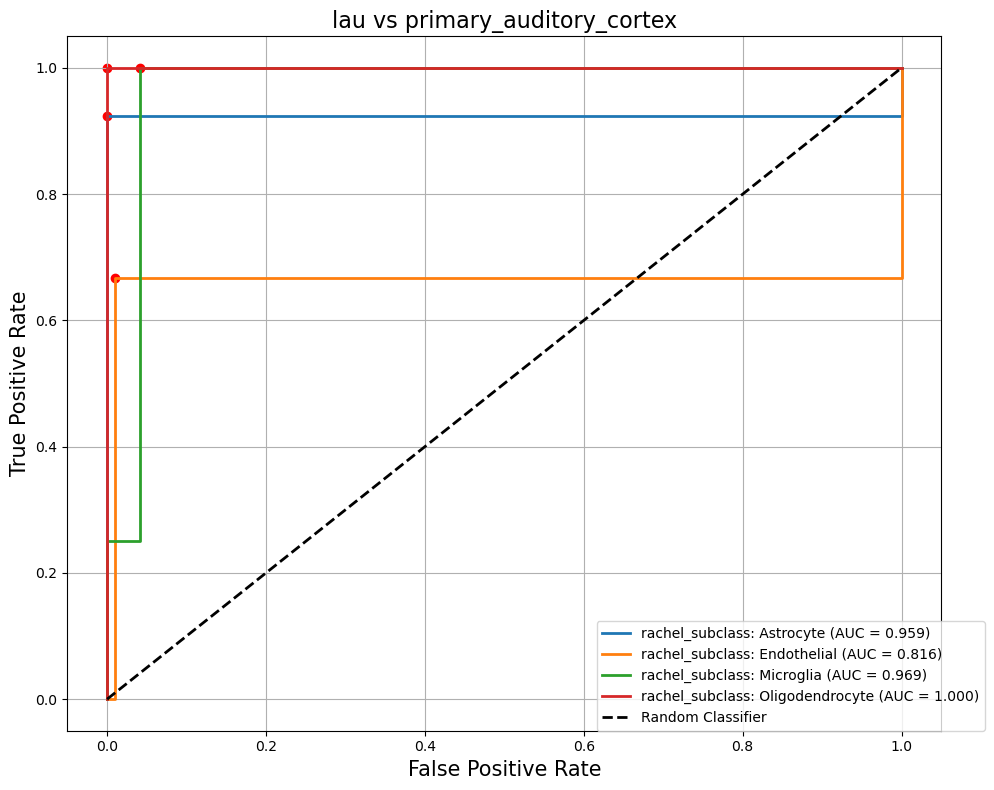 lau vs primary_auditory_cortex
True Positive Rate
1.0
0.8
0.6
0.4
0.2
0.0
0.0
0.2
0.4
0.6
0.8
1.0
False Positive Rate
rachel_subclass: Astrocyte (AUC = 0.959)
rachel_subclass: Endothelial (AUC = 0.816)
rachel_subclass: Microglia (AUC = 0.969)
rachel_subclass: Oligodendrocyte (AUC = 1.000)
Random Classifier